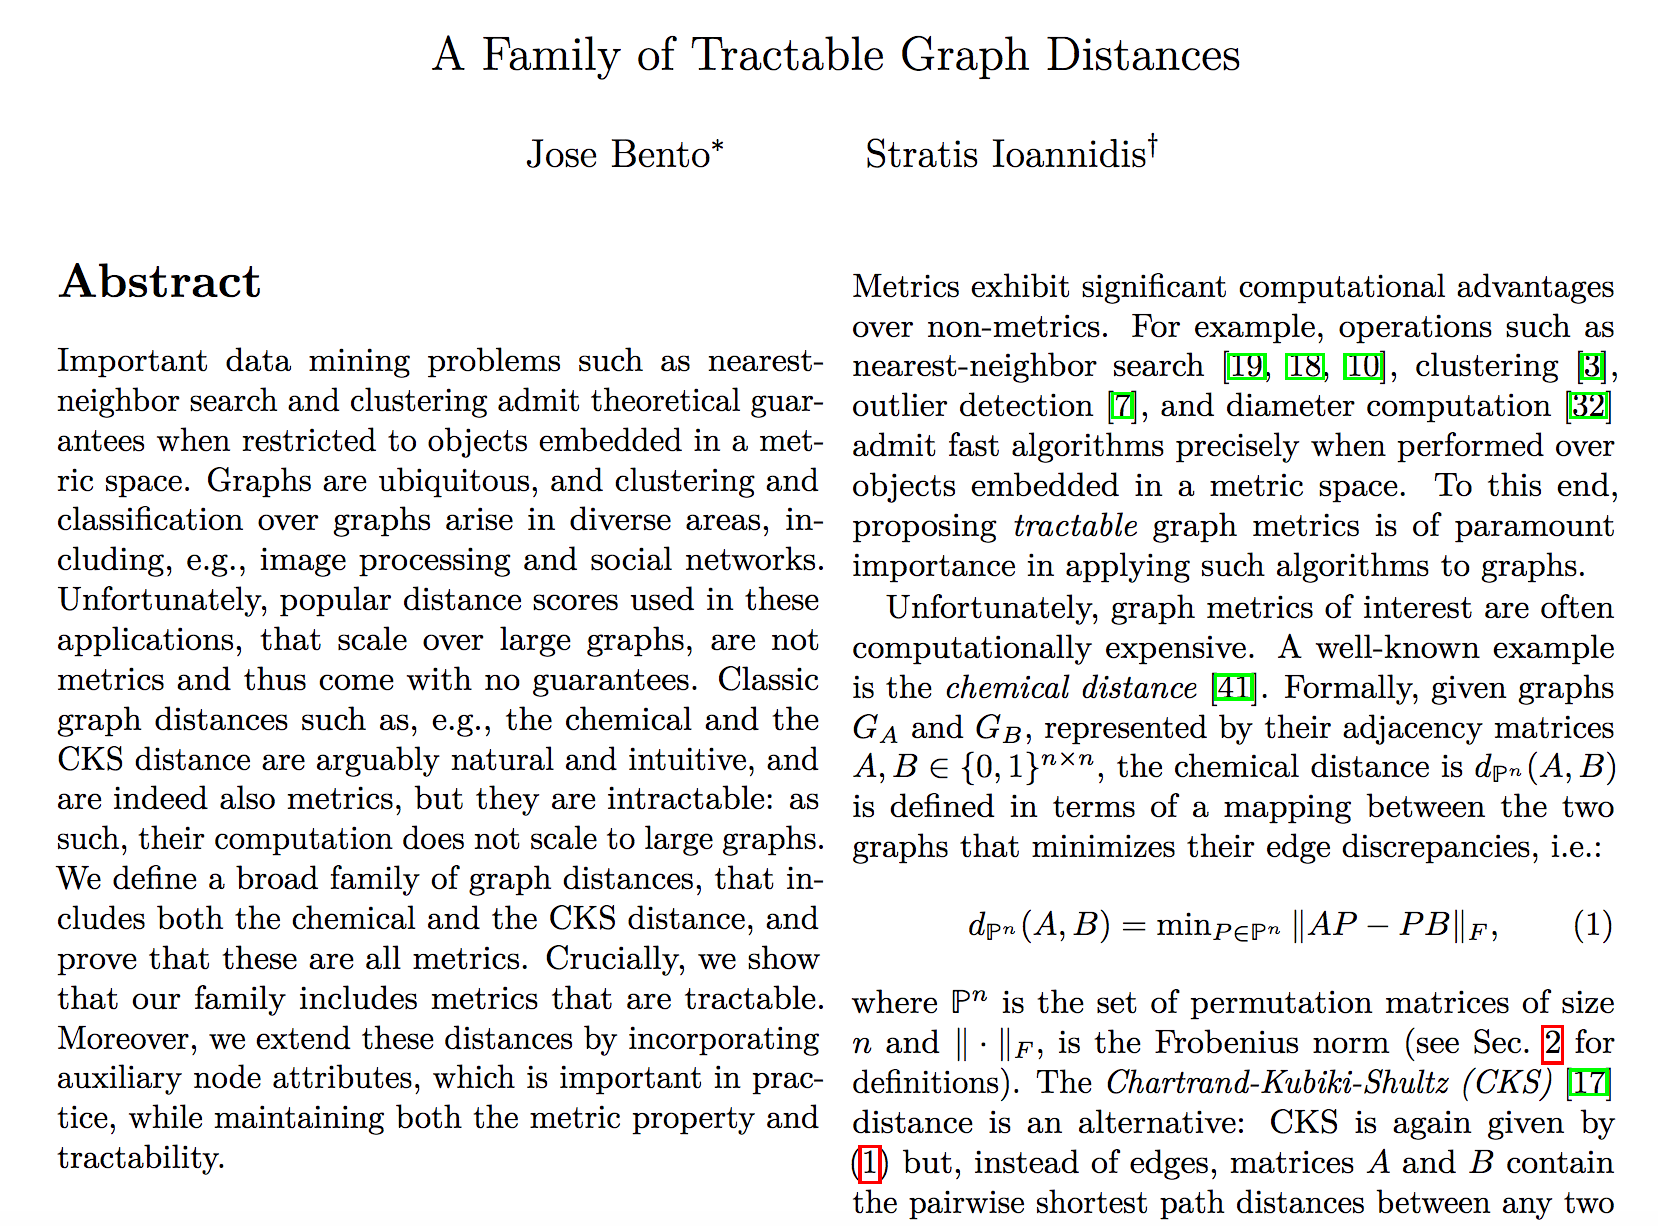 A Family of Tractable Graph Distances
Jose Bento* Stratis Ioannidis†
Abstract
Important data mining problems such as nearest-
neighbor search and clustering admit theoretical guar-
antees when restricted to objects embedded in a met-
ric space. Graphs are ubiquitous, and clustering and
classification over graphs arise in diverse areas, in-
cluding, e.g., image processing and social networks.
Unfortunately, popular distance scores used in these
applications, that scale over large graphs, are not
metrics and thus come with no guarantees. Classic
graph distances such as, e.g., the chemical and the
CKS distance are arguably natural and intuitive, and
are indeed also metrics, but they are intractable: as
such, their computation does not scale to large graphs.
We define a broad family of graph distances, that in-
cludes both the chemical and the CKS distance, and
prove that these are all metrics. Crucially, we show
that our family includes metrics that are tractable.
Moreover, we extend these distances by incorporating
auxiliary node attributes, which is important in prac-
tice, while maintaining both the metric property and
tractability.
Metrics exhibit significant computational advantages
over non-metrics. For example, operations such as
nearest-neighbor search [19, 18, 10], clustering [3],
outlier detection [7], and diameter computation [32]
admit fast algorithms precisely when performed over
objects embedded in a metric space. To this end,
proposing tractable graph metrics is of paramount
importance in applying such algorithms to graphs.
Unfortunately, graph metrics of interest are often
computationally expensive. A well-known example
is the chemical distance [41]. Formally, given graphs
G_A and G_B, represented by their adjacency matrices
A, B ∈ {0, 1}^{n×n}, the chemical distance is d_{ℙ^n}(A, B)
is defined in terms of a mapping between the two
graphs that minimizes their edge discrepancies, i.e.:
d_{ℙ^n}(A, B) = min_{P∈ℙ^n} ‖AP − PB‖_F, (1)
where ℙ^n is the set of permutation matrices of size
n and ‖ · ‖_F, is the Frobenius norm (see Sec. 2 for
definitions). The Chartrand-Kubiki-Shultz (CKS) [17]
distance is an alternative: CKS is again given by
(1) but, instead of edges, matrices A and B contain
the pairwise shortest path distances between any two